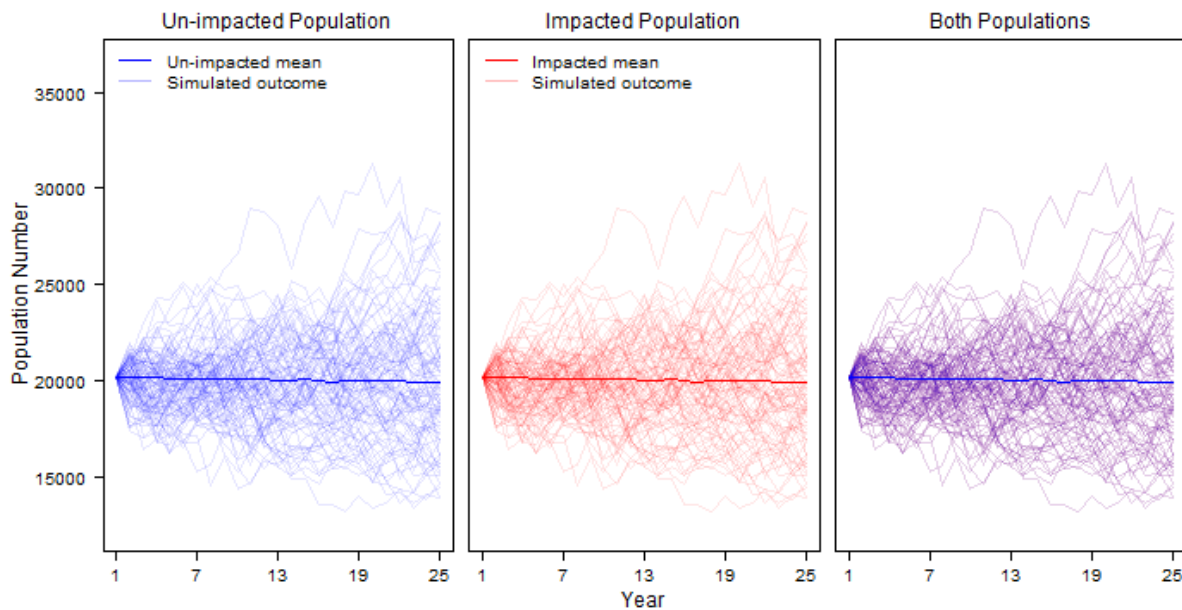 Un-impacted Population
Impacted Population
Both Populations
Un-impacted mean
Simulated outcome
Impacted mean
Simulated outcome
Population Number
35000
30000
25000
20000
15000
1 7 13 19 25
1 7 13 19 25
1 7 13 19 25
Year